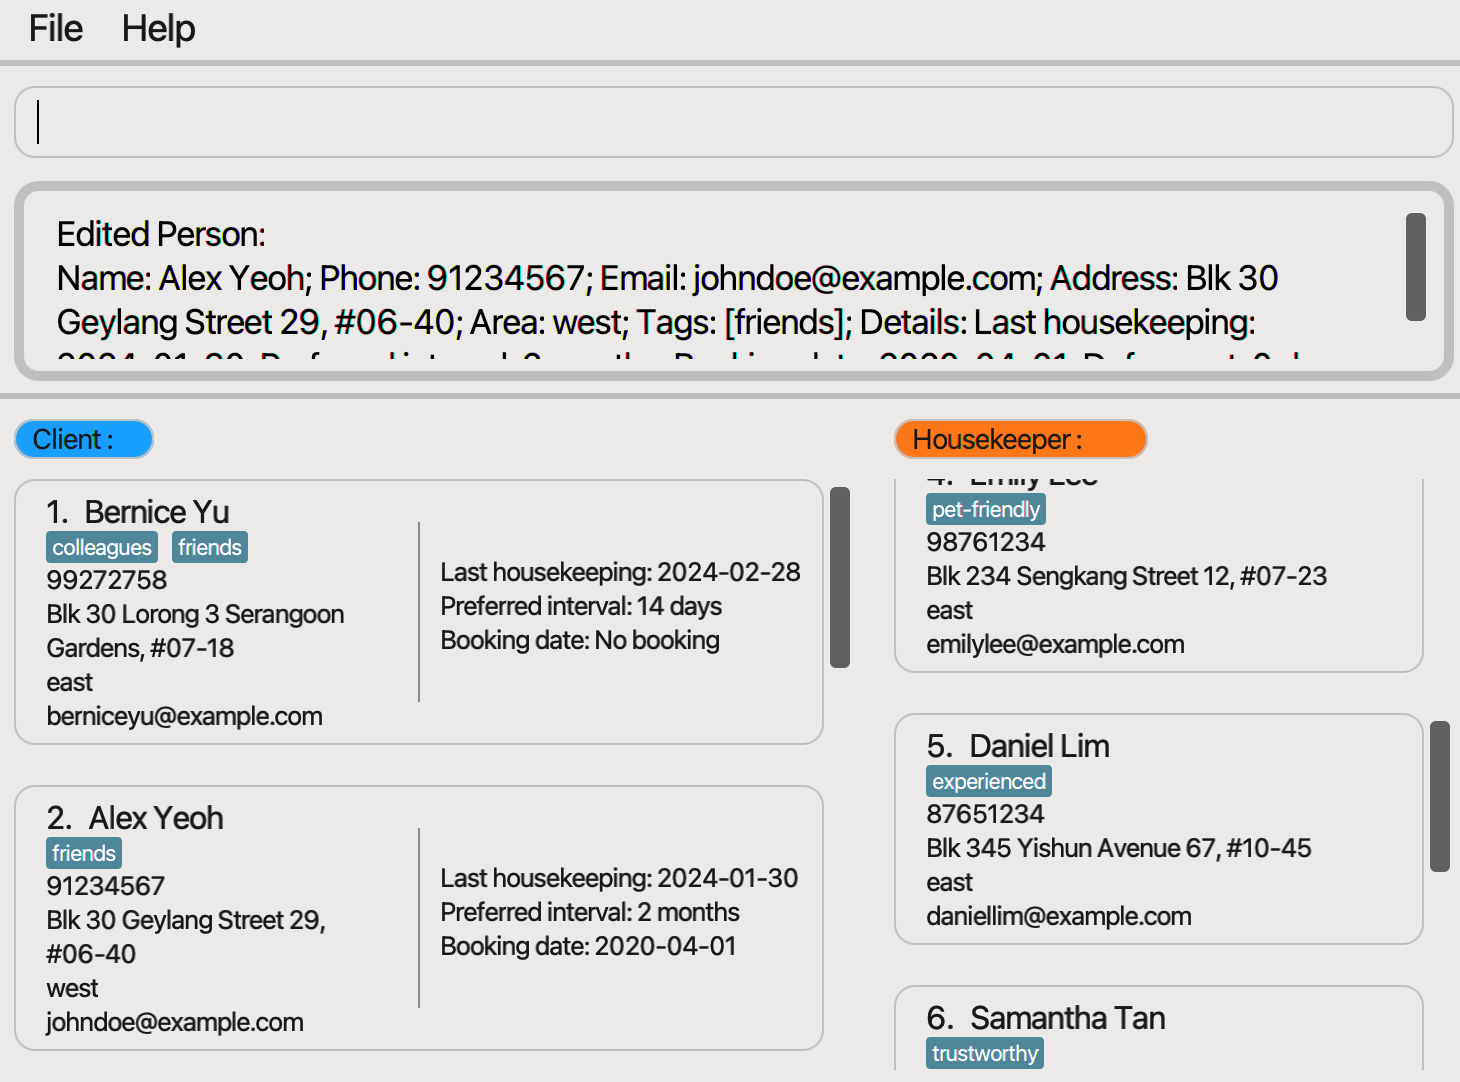 File Help
Edited Person:
Name: Alex Yeoh; Phone: 91234567; Email: johndoe@example.com; Address: Blk 30
Geylang Street 29, #06-40; Area: west; Tags: [friends]; Details: Last housekeeping:
Client :
1. Bernice Yu
colleagues friends
99272758
Blk 30 Lorong 3 Serangoon
Gardens, #07-18
east
berniceyu@example.com
Last housekeeping: 2024-02-28
Preferred interval: 14 days
Booking date: No booking
2. Alex Yeoh
friends
91234567
Blk 30 Geylang Street 29,
#06-40
west
johndoe@example.com
Last housekeeping: 2024-01-30
Preferred interval: 2 months
Booking date: 2020-04-01
Housekeeper :
4. Emily Lee
pet-friendly
98761234
Blk 234 Sengkang Street 12, #07-23
east
emilylee@example.com
5. Daniel Lim
experienced
87651234
Blk 345 Yishun Avenue 67, #10-45
east
daniellim@example.com
6. Samantha Tan
trustworthy